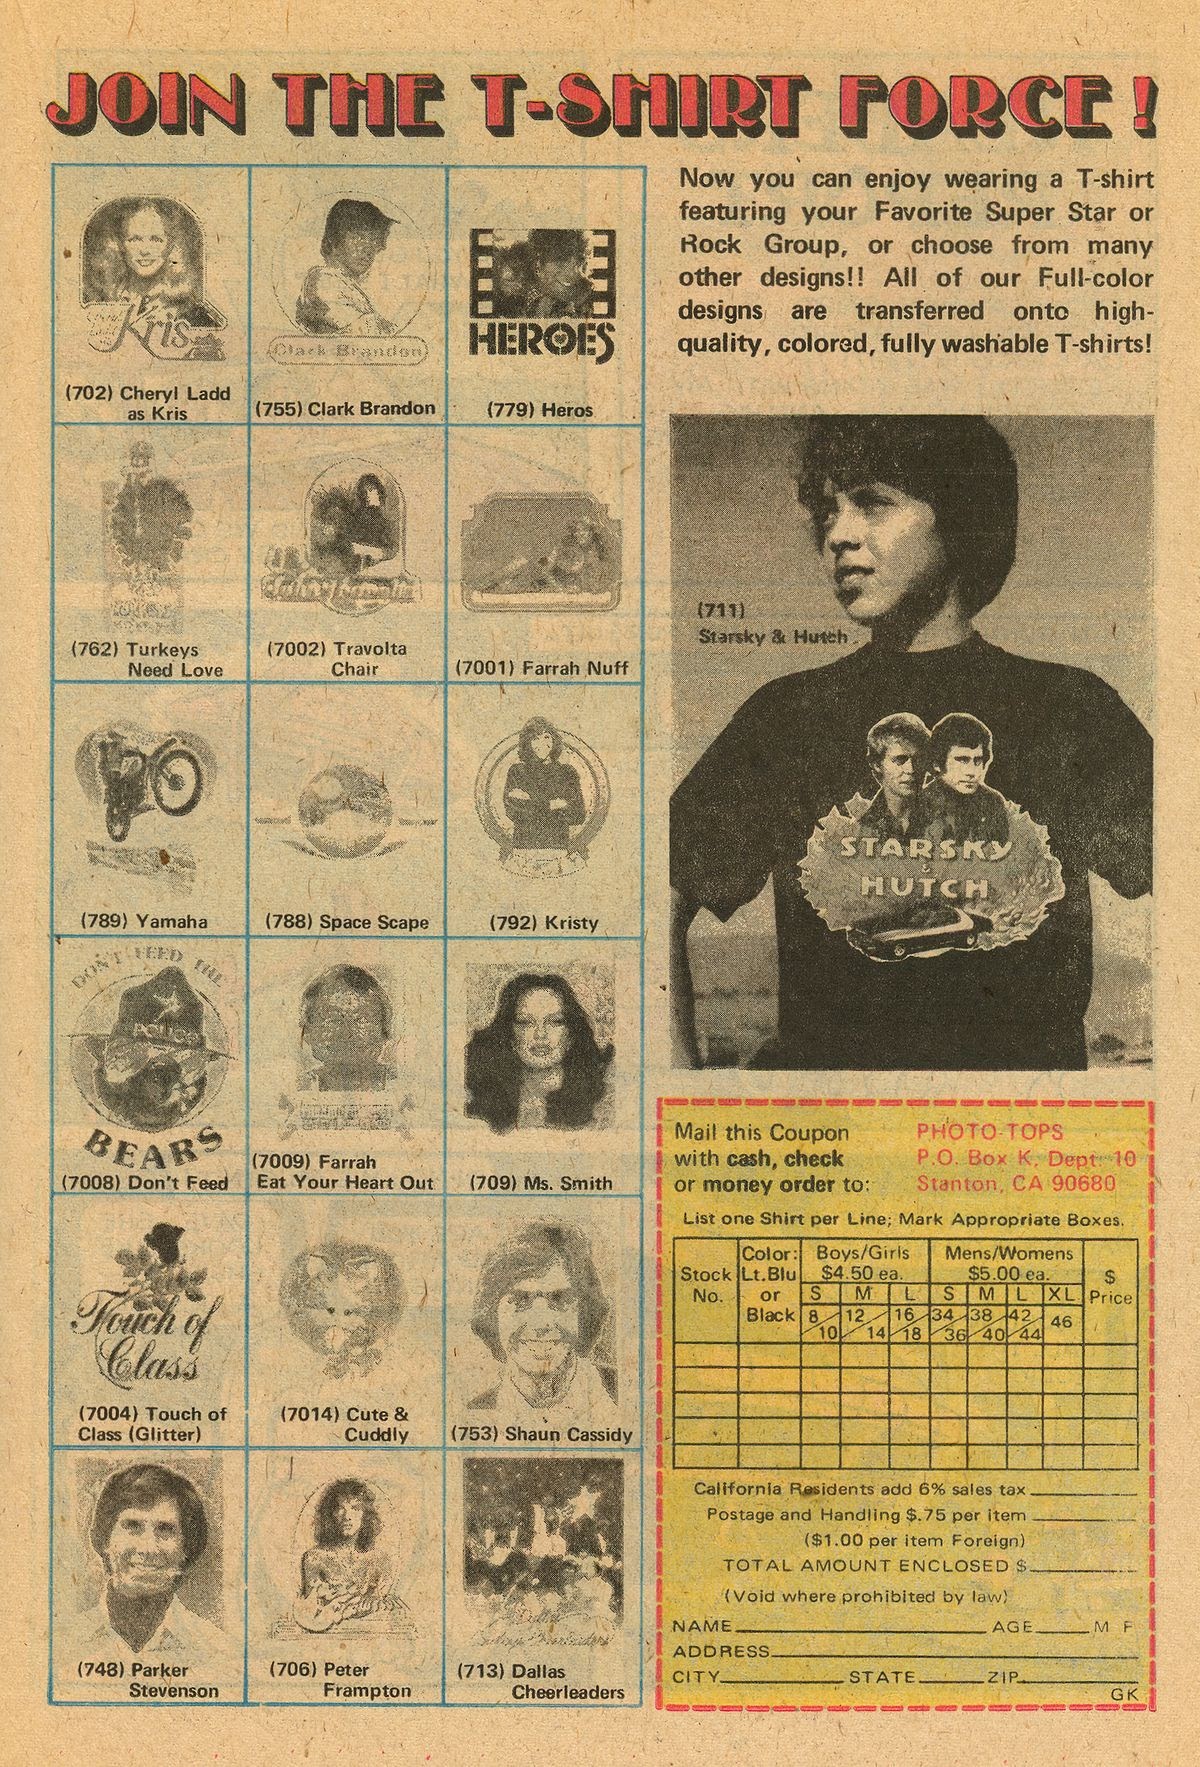 JOIN THE T-SHIRT FORCE!
Now you can enjoy wearing a T-shirt
featuring your Favorite Super Star or
Rock Group, or choose from many
other designs!! All of our Full-color
designs are transferred onto high-
quality, colored, fully washable T-shirts!
Kris
(702) Cheryl Ladd
as Kris
Clark Brandon
(755) Clark Brandon
HEROES
(779) Heros
(762) Turkeys
Need Love
(7002) Travolta
Chair
(7001) Farrah Nuff
(789) Yamaha
(788) Space Scape
(792) Kristy
DON'T FEED THE
POLICE
BEARS
(7008) Don't Feed
(7009) Farrah
Eat Your Heart Out
(709) Ms. Smith
Touch of
Class
(7004) Touch of
Class (Glitter)
(7014) Cute &
Cuddly
(753) Shaun Cassidy
(748) Parker
Stevenson
(706) Peter
Frampton
(713) Dallas
Cheerleaders
(711)
Starsky & Hutch
STARSKY
HUTCH
Mail this Coupon
with cash, check
or money order to:
PHOTO-TOPS
P.O. Box K, Dept. 10
Stanton, CA 90680
List one Shirt per Line; Mark Appropriate Boxes.
Stock No.
Color: Lt.Blu or Black
Boys/Girls
$4.50 ea.
Mens/Womens
$5.00 ea.
$ Price
S M L S M L XL
8/10 12/14 16/18 34/36 38/40 42/44 46
California Residents add 6% sales tax
Postage and Handling $.75 per item
($1.00 per item Foreign)
TOTAL AMOUNT ENCLOSED $
(Void where prohibited by law)
NAME AGE M F
ADDRESS
CITY STATE ZIP
GK